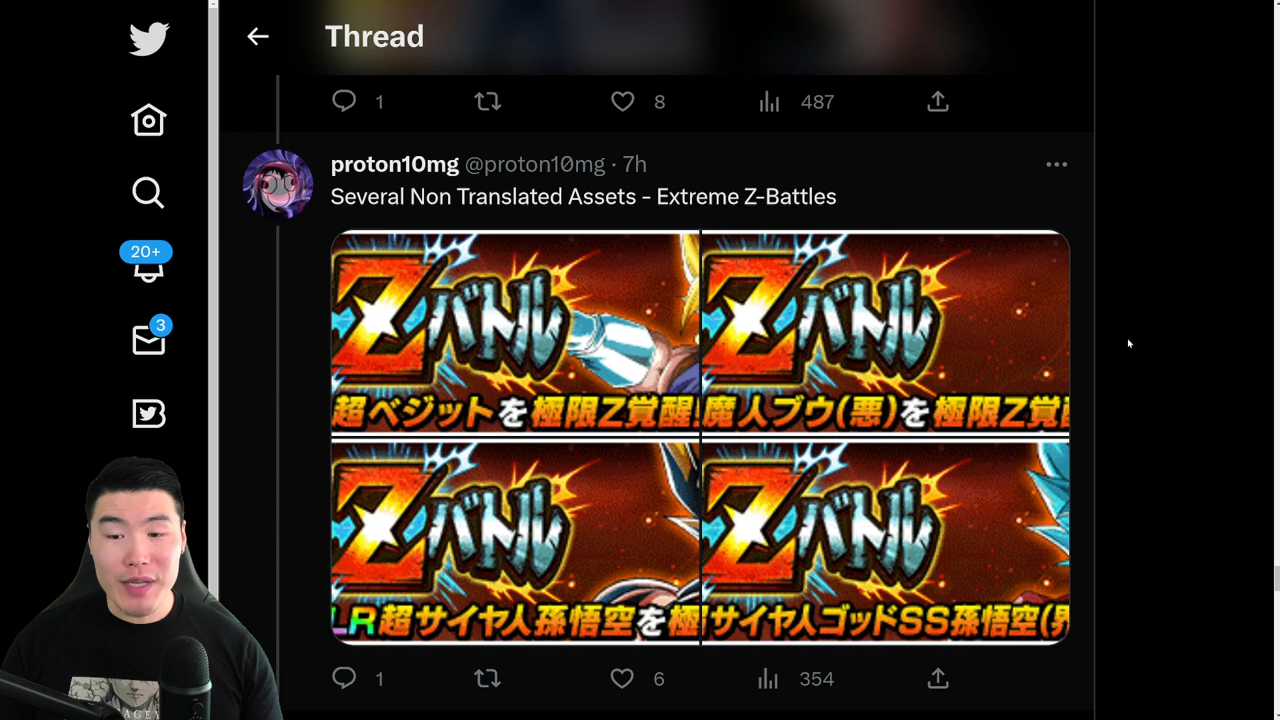 Thread
1
8
487
proton10mg @proton10mg · 7h
Several Non Translated Assets - Extreme Z-Battles
20+
3
Zバトル
超ベジットを極限Z覚醒!
Zバトル
魔人ブウ(悪)を極限Z覚醒
Zバトル
LR超サイヤ人孫悟空を極
Zバトル
サイヤ人ゴッドSS孫悟空(界
1
6
354